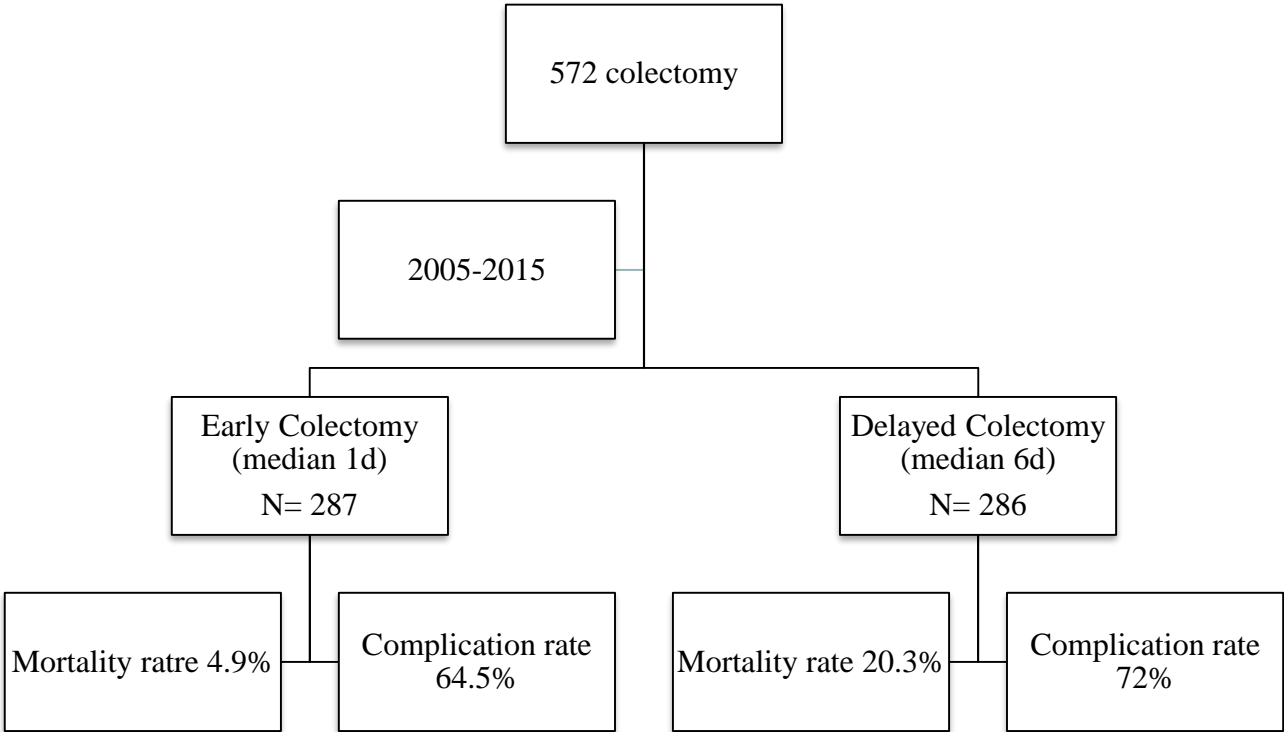 572 colectomy
2005-2015
Early Colectomy
(median 1d)
N= 287
Delayed Colectomy
(median 6d)
N= 286
Mortality ratre 4.9%
Complication rate
64.5%
Mortality rate 20.3%
Complication rate
72%